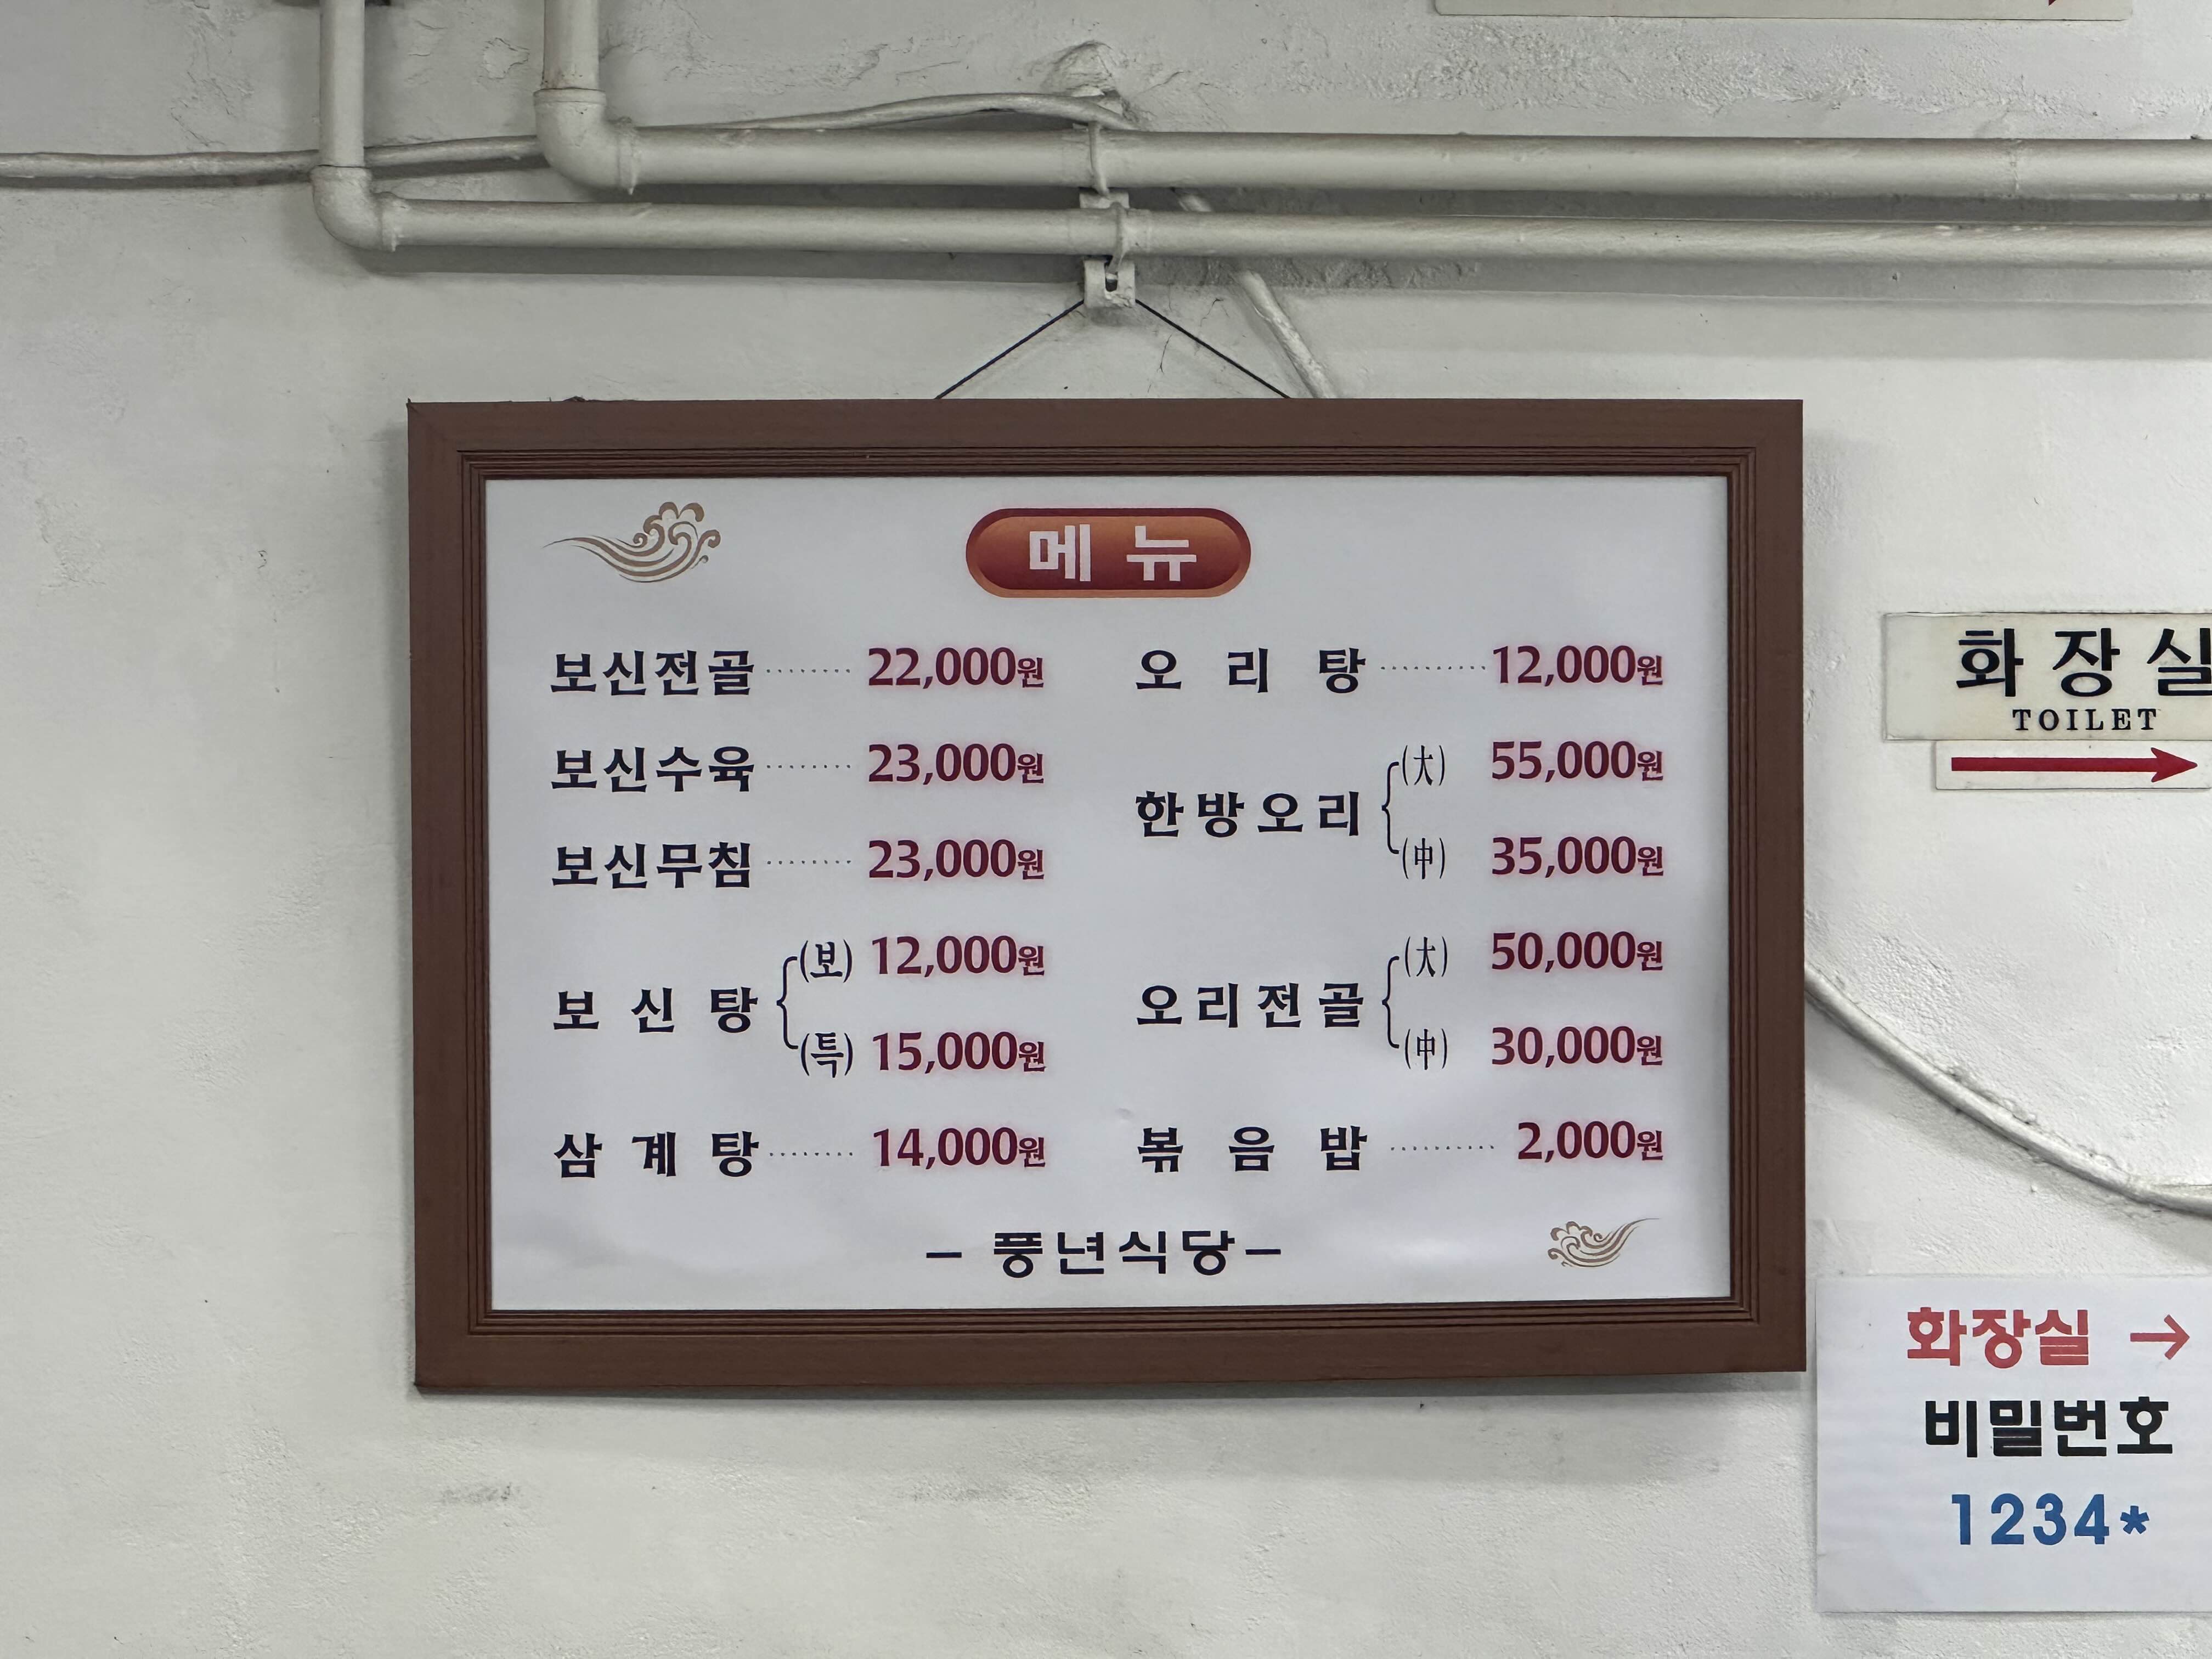 메뉴
보신전골 ········ 22,000원
보신수육 ········ 23,000원
보신무침 ········ 23,000원
보 신 탕
(보) 12,000원
(특) 15,000원
삼 계 탕 ········ 14,000원
오 리 탕 ·········· 12,000원
한방오리
(大) 55,000원
(中) 35,000원
오리전골
(大) 50,000원
(中) 30,000원
볶 음 밥 ·········· 2,000원
– 풍년식당 –
화장실
TOILET
화장실 →
비밀번호
1234*